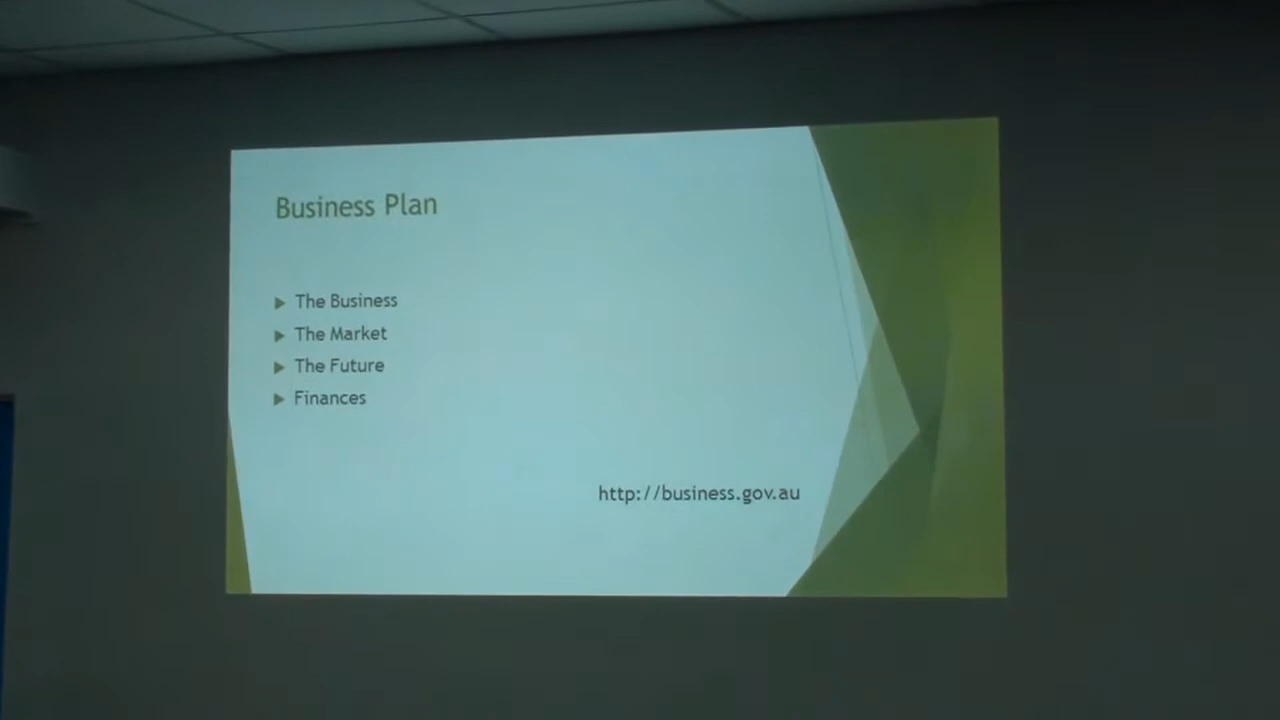 Business Plan
The Business
The Market
The Future
Finances
http://business.gov.au